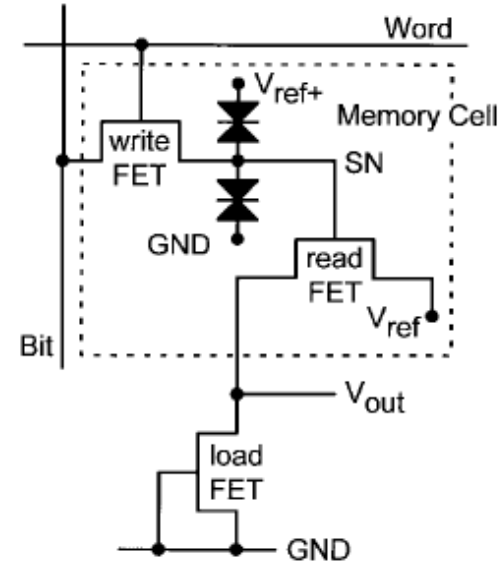 Word
Vref+
Memory Cell
write
FET
SN
GND
read
FET
Vref
Bit
Vout
load
FET
GND